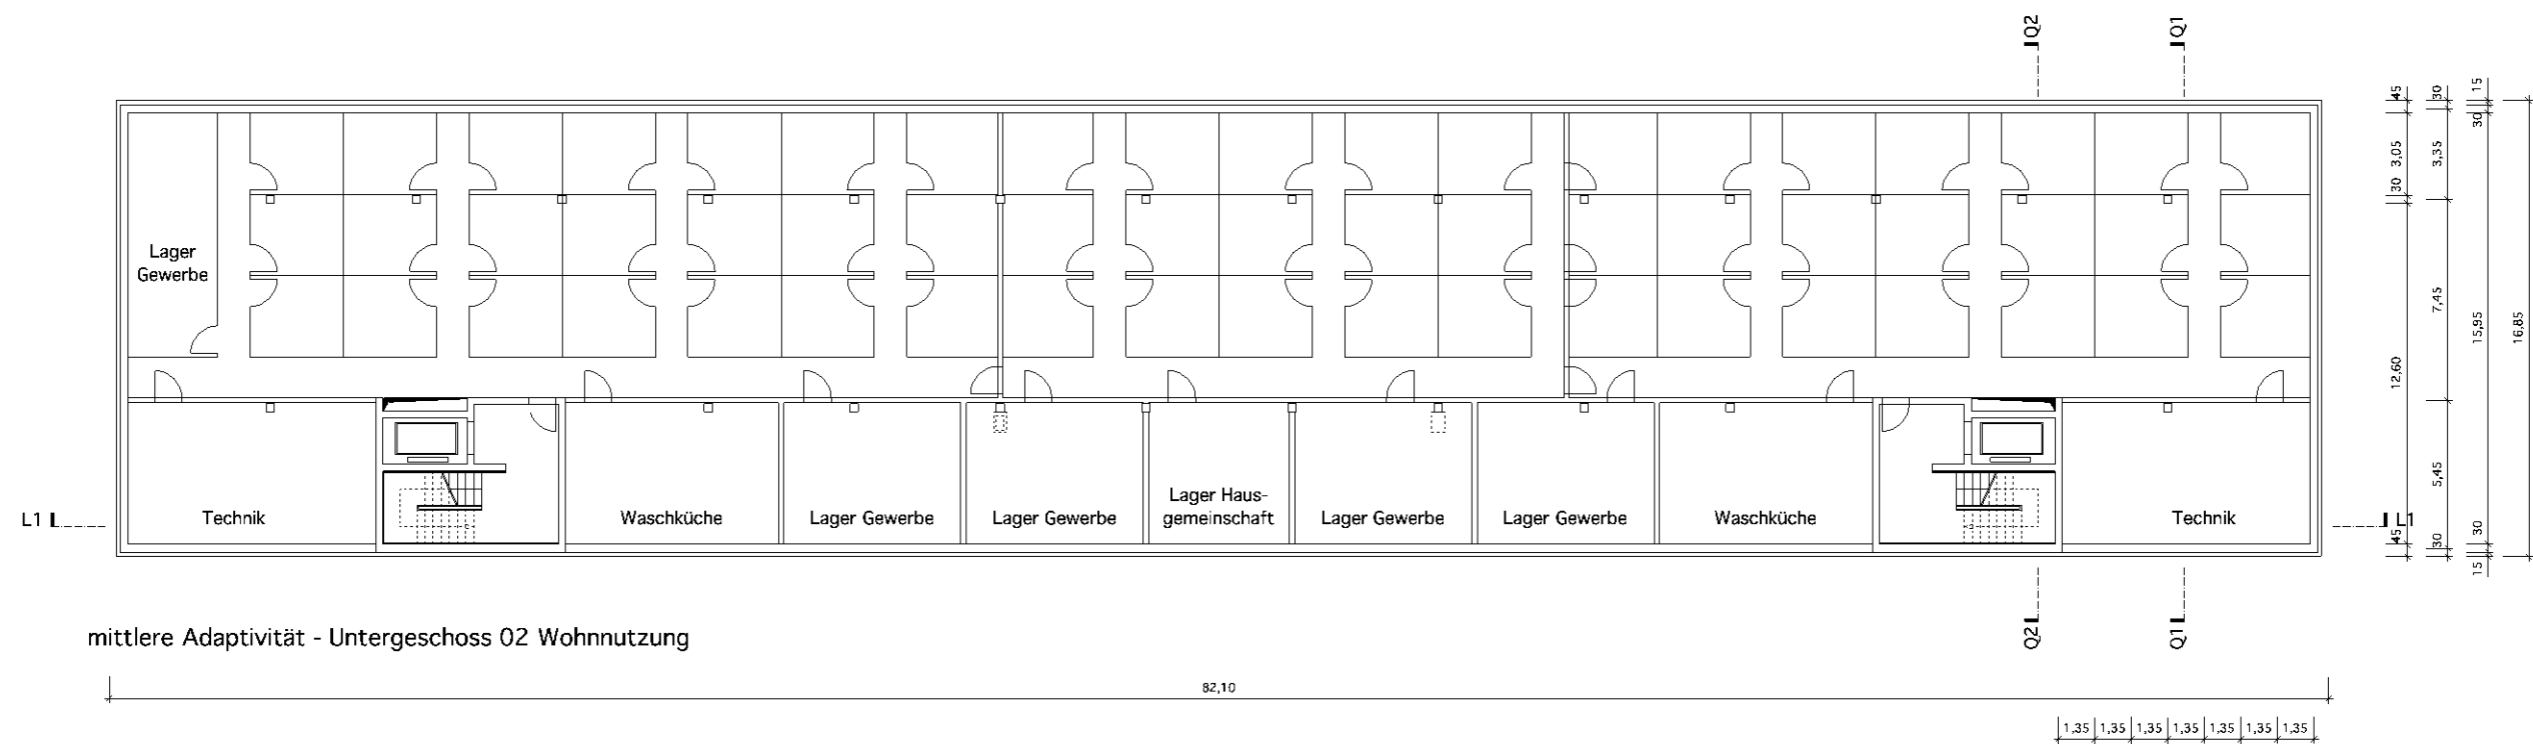 Q2
Q1
45
30
15
30
3,05
3,35
30
Lager
Gewerbe
7,45
15,95
16,85
12,60
5,45
Lager Haus-
gemeinschaft
Technik
Waschküche
Lager Gewerbe
Lager Gewerbe
Lager Gewerbe
Lager Gewerbe
Waschküche
Technik
L1
L1
45
30
30
15
Q2
Q1
mittlere Adaptivität - Untergeschoss 02 Wohnnutzung
82,10
1,35 1,35 1,35 1,35 1,35 1,35 1,35